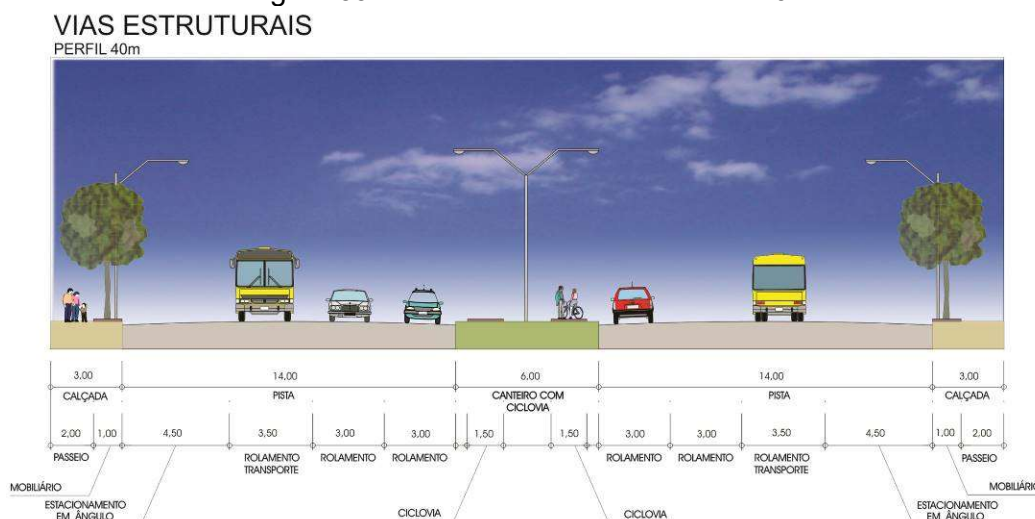 VIAS ESTRUTURAIS
PERFIL 40m
3,00 14,00 6,00 14,00 3,00
CALÇADA PISTA CANTEIRO COM CICLOVIA PISTA CALÇADA
2,00 1,00 4,50 3,50 3,00 3,00 1,50 1,50 3,00 3,00 3,50 4,50 1,00 2,00
PASSEIO ROLAMENTO TRANSPORTE ROLAMENTO ROLAMENTO ROLAMENTO ROLAMENTO ROLAMENTO TRANSPORTE PASSEIO
MOBILIÁRIO MOBILIÁRIO
ESTACIONAMENTO EM ÂNGULO CICLOVIA CICLOVIA ESTACIONAMENTO EM ÂNGULO